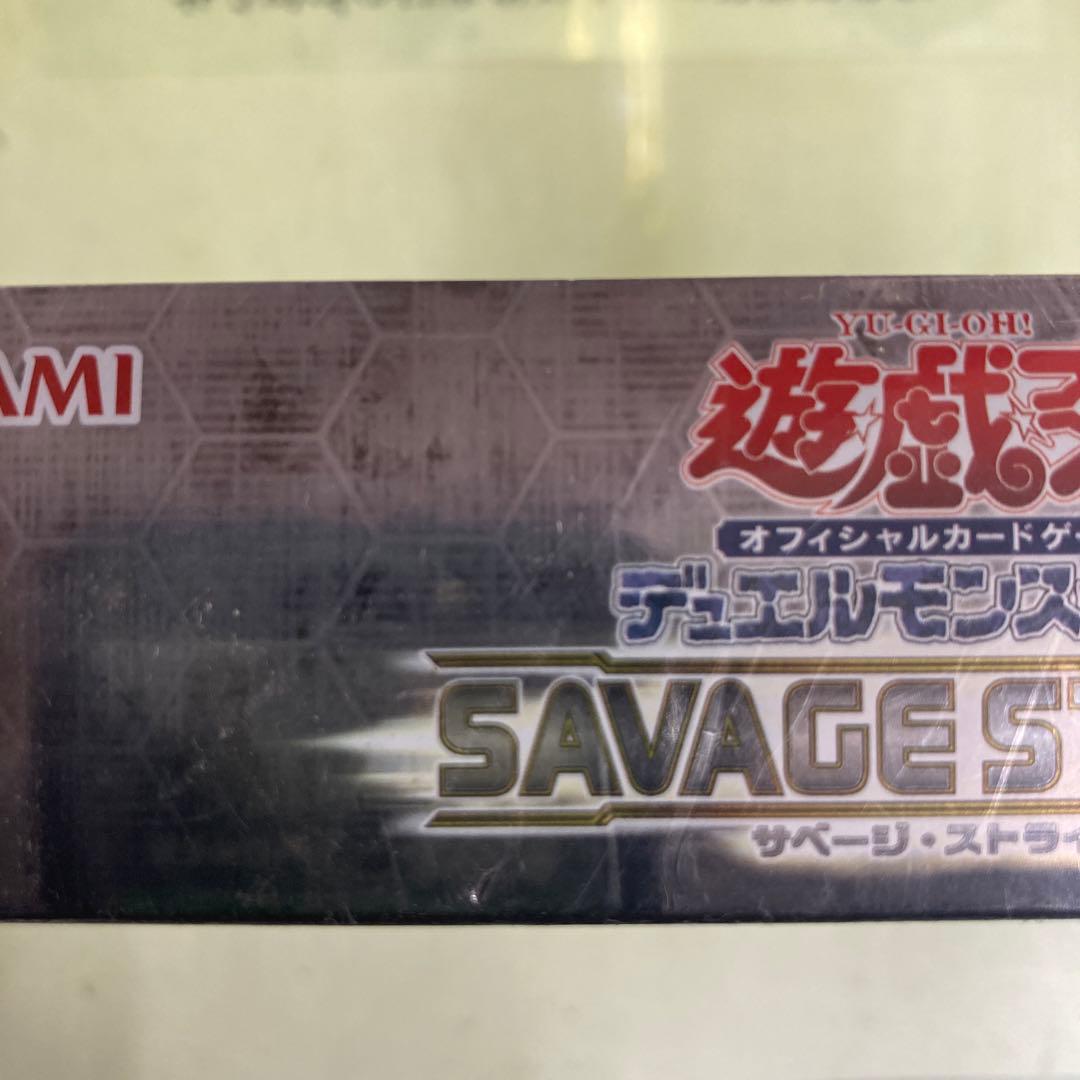 AMI
YU-GI-OH!
遊戯王
オフィシャルカードゲー
デュエルモンス
SAVAGE ST
サベージ・ストライ